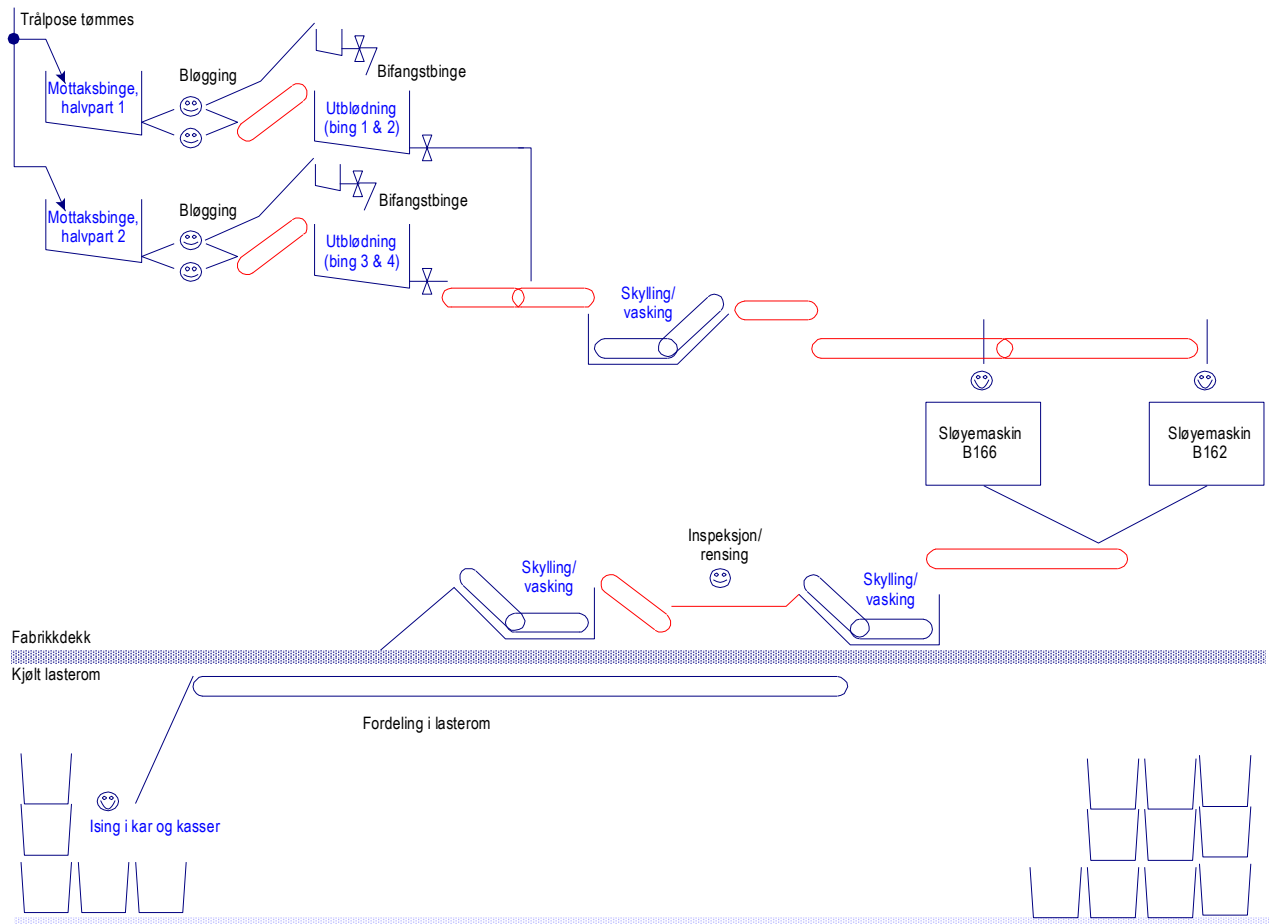 Trålpose tømmes
Mottaksbinge,
halvpart 1
Bløgging
Bifangstbinge
Utblødning
(bing 1 & 2)
Mottaksbinge,
halvpart 2
Bløgging
Bifangstbinge
Utblødning
(bing 3 & 4)
Skylling/
vasking
Sløyemaskin
B166
Sløyemaskin
B162
Inspeksjon/
rensing
Skylling/
vasking
Skylling/
vasking
Fabrikkdekk
Kjølt lasterom
Fordeling i lasterom
Ising i kar og kasser